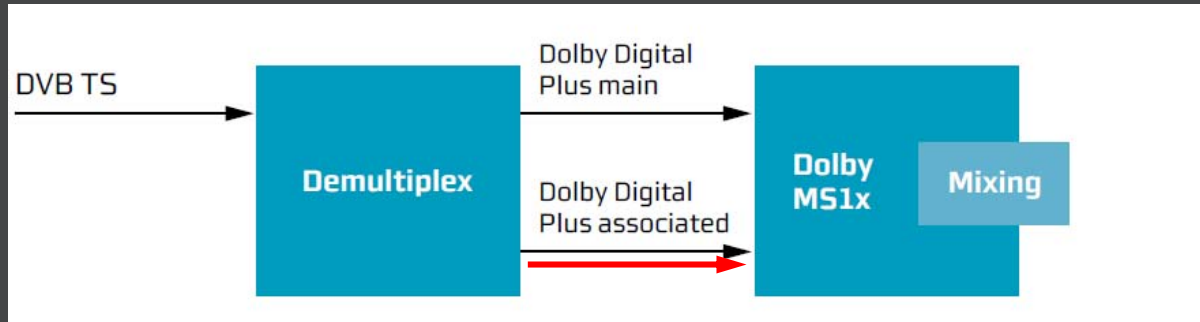 DVB TS
Demultiplex
Dolby Digital
Plus main
Dolby Digital
Plus associated
Dolby
MS1x
Mixing